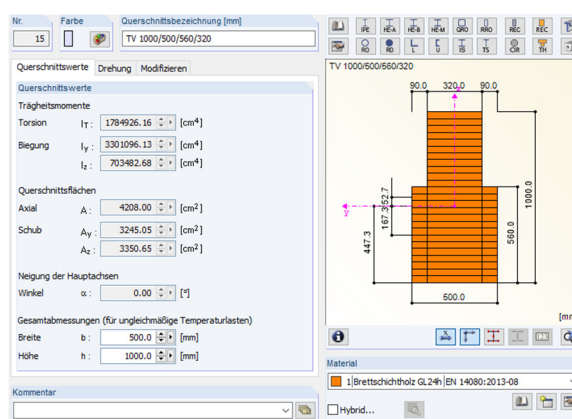 Nr.
Farbe
Querschnittsbezeichnung [mm]
15
TV 1000/500/560/320
IPE HE-A HE-B HE-M QRO RRO REC REC
RO RD L U IS TS CIR TH
Querschnittswerte Drehung Modifizieren
Querschnittswerte
Trägheitsmomente
Torsion IT : 1784926.16 [cm4]
Biegung Iy : 3301096.13 [cm4]
Iz : 703482.68 [cm4]
Querschnittsflächen
Axial A : 4208.00 [cm2]
Schub Ay : 3245.05 [cm2]
Az : 3350.65 [cm2]
Neigung der Hauptachsen
Winkel α : 0.00 [°]
Gesamtabmessungen (für ungleichmäßige Temperaturlasten)
Breite b : 500.0 [mm]
Höhe h : 1000.0 [mm]
Kommentar
TV 1000/500/560/320
90.0 320.0 90.0
y
167.3 52.7
447.3
560.0
1000.0
500.0
[mm
Material
1 Brettschichtholz GL24h EN 14080:2013-08
Hybrid...